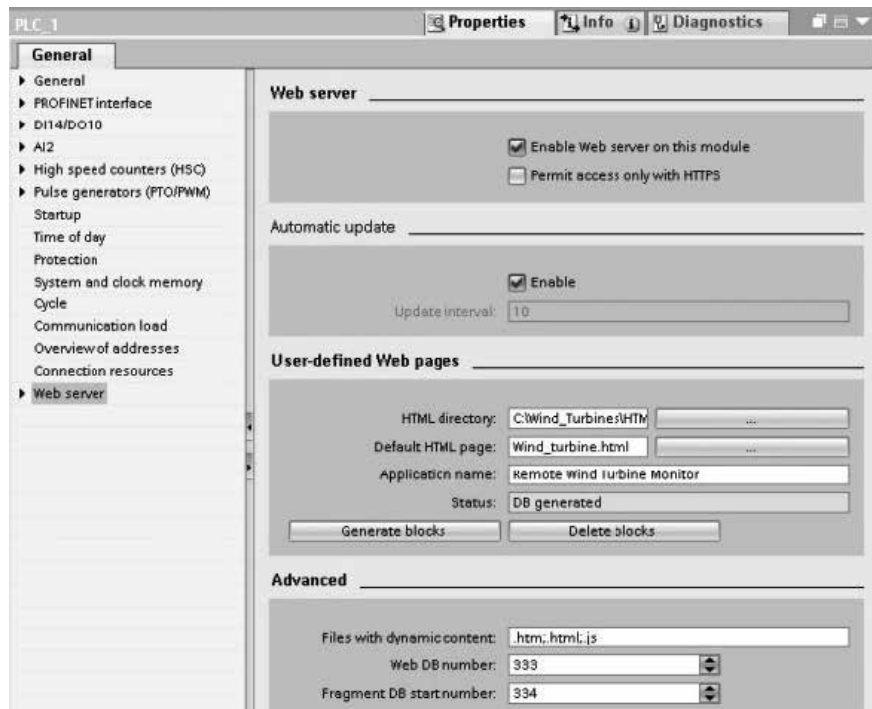 PLC_1
Properties
Info
Diagnostics
General
General
PROFINET interface
DI14/DO10
AI2
High speed counters (HSC)
Pulse generators (PTO/PWM)
Startup
Time of day
Protection
System and clock memory
Cycle
Communication load
Overview of addresses
Connection resources
Web server
Web server
Enable Web server on this module
Permit access only with HTTPS
Automatic update
Enable
Update interval: 10
User-defined Web pages
HTML directory: C:\Wind_Turbines\HTM ...
Default HTML page: Wind_turbine.html ...
Application name: Remote Wind Turbine Monitor
Status: DB generated
Generate blocks Delete blocks
Advanced
Files with dynamic content: .htm;.html;.js
Web DB number: 333
Fragment DB start number: 334